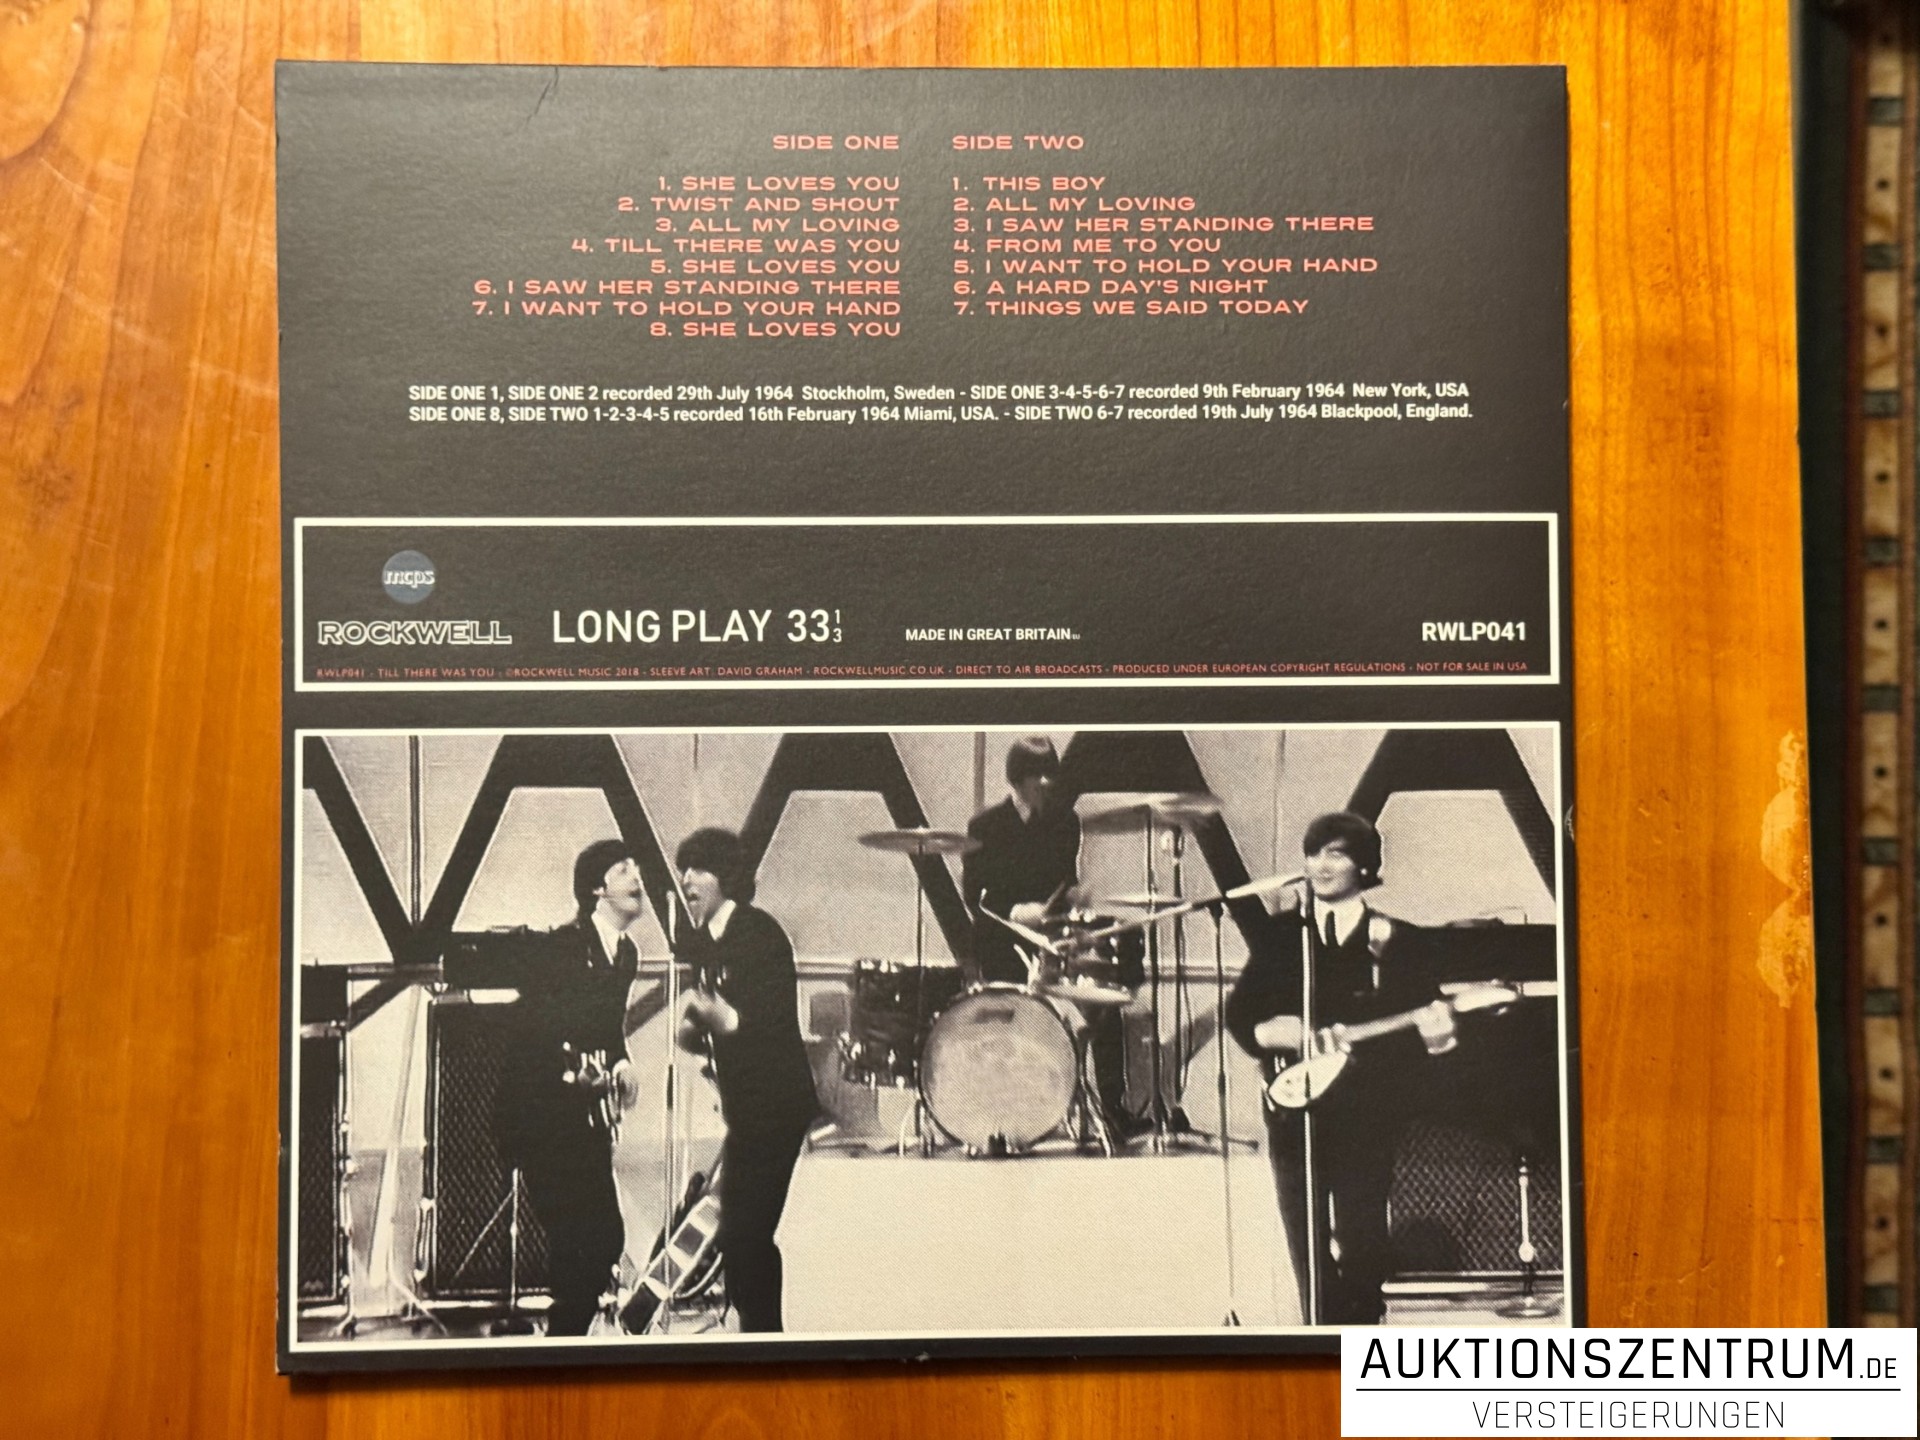 SIDE ONE
1. SHE LOVES YOU
2. TWIST AND SHOUT
3. ALL MY LOVING
4. TILL THERE WAS YOU
5. SHE LOVES YOU
6. I SAW HER STANDING THERE
7. I WANT TO HOLD YOUR HAND
8. SHE LOVES YOU
SIDE TWO
1. THIS BOY
2. ALL MY LOVING
3. I SAW HER STANDING THERE
4. FROM ME TO YOU
5. I WANT TO HOLD YOUR HAND
6. A HARD DAY'S NIGHT
7. THINGS WE SAID TODAY
SIDE ONE 1, SIDE ONE 2 recorded 29th July 1964 Stockholm, Sweden - SIDE ONE 3-4-5-6-7 recorded 9th February 1964 New York, USA
SIDE ONE 8, SIDE TWO 1-2-3-4-5 recorded 16th February 1964 Miami, USA. - SIDE TWO 6-7 recorded 19th July 1964 Blackpool, England.
mcps
ROCKWELL
LONG PLAY 33 1/3
MADE IN GREAT BRITAIN EU
RWLP041
RWLP041 - TILL THERE WAS YOU - ©ROCKWELL MUSIC 2018 - SLEEVE ART: DAVID GRAHAM - ROCKWELLMUSIC.CO.UK - DIRECT TO AIR BROADCASTS - PRODUCED UNDER EUROPEAN COPYRIGHT REGULATIONS - NOT FOR SALE IN USA
AUKTIONSZENTRUM.DE
VERSTEIGERUNGEN